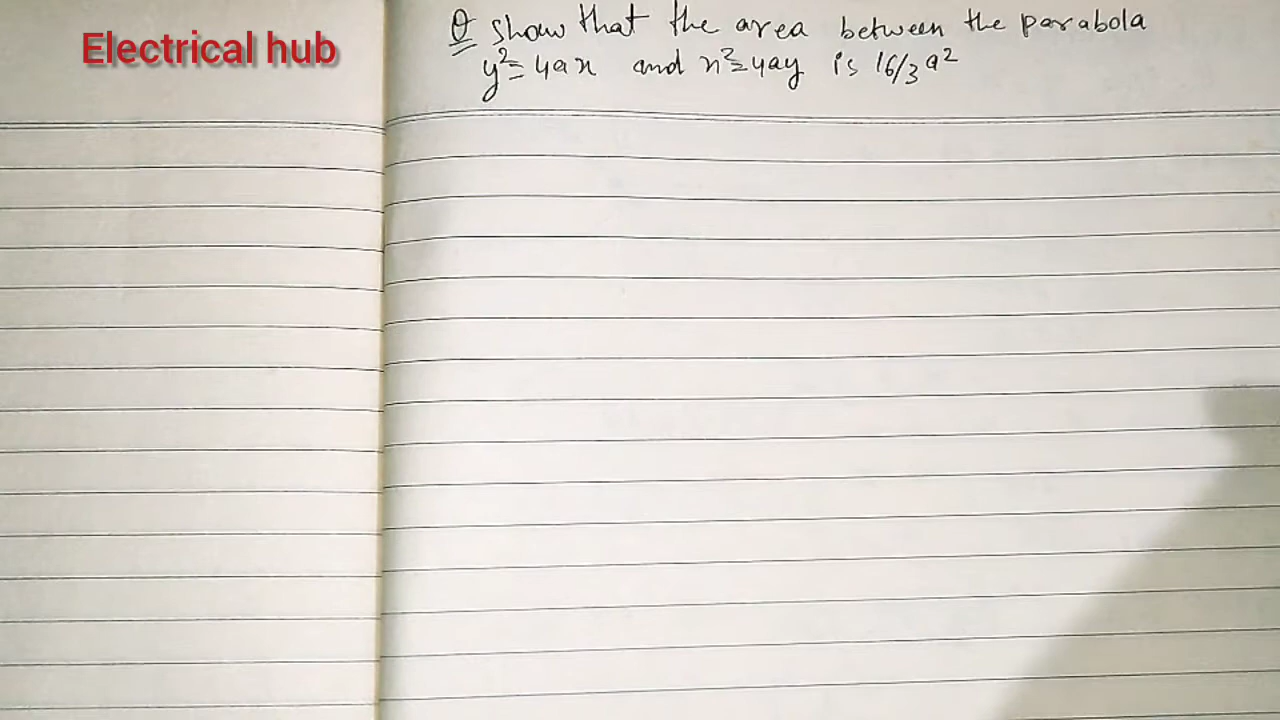 Electrical hub
Q Show that the area between the parabola
y²=4ax and x²=4ay is 16/3 a²